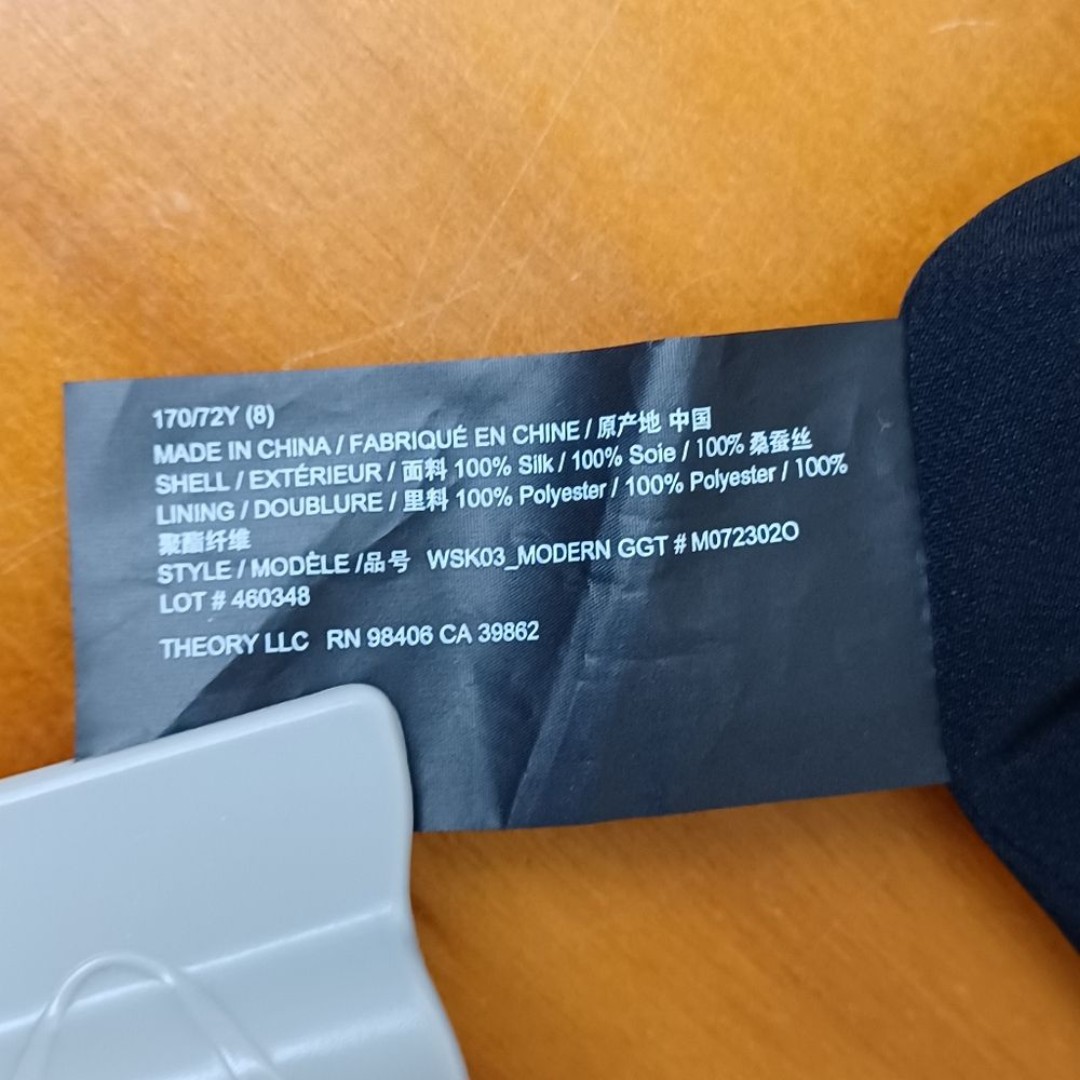 170/72Y (8)
MADE IN CHINA / FABRIQUÉ EN CHINE / 原产地 中国
SHELL / EXTÉRIEUR / 面料 100% Silk / 100% Soie / 100% 桑蚕丝
LINING / DOUBLURE / 里料 100% Polyester / 100% Polyester / 100%
聚酯纤维
STYLE / MODÈLE /品号 WSK03_MODERN GGT # M072302O
LOT # 460348
THEORY LLC RN 98406 CA 39862